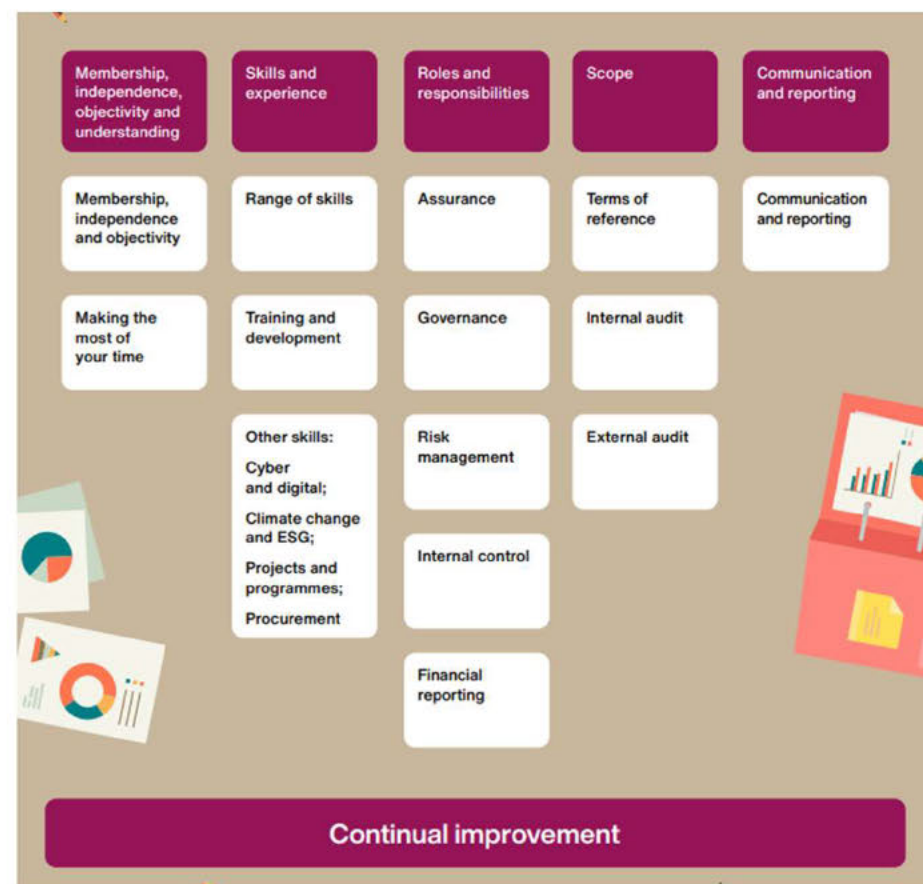 Membership,
independence,
objectivity and
understanding
Skills and
experience
Roles and
responsibilities
Scope
Communication
and reporting
Membership,
independence
and objectivity
Range of skills
Assurance
Terms of
reference
Communication
and reporting
Making the
most of
your time
Training and
development
Governance
Internal audit
Other skills:
Cyber
and digital;
Climate change
and ESG;
Projects and
programmes;
Procurement
Risk
management
External audit
Internal control
Financial
reporting
Continual improvement